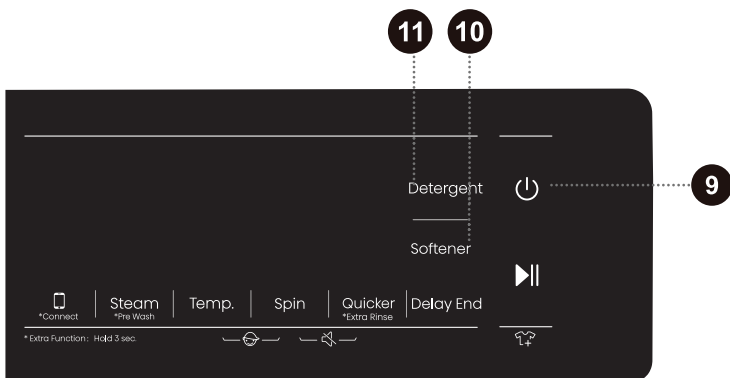 11 10
Detergent
9
Softener
Steam Temp. Spin Quicker Delay End
*Connect *Pre Wash *Extra Rinse
* Extra Function: Hold 3 sec.